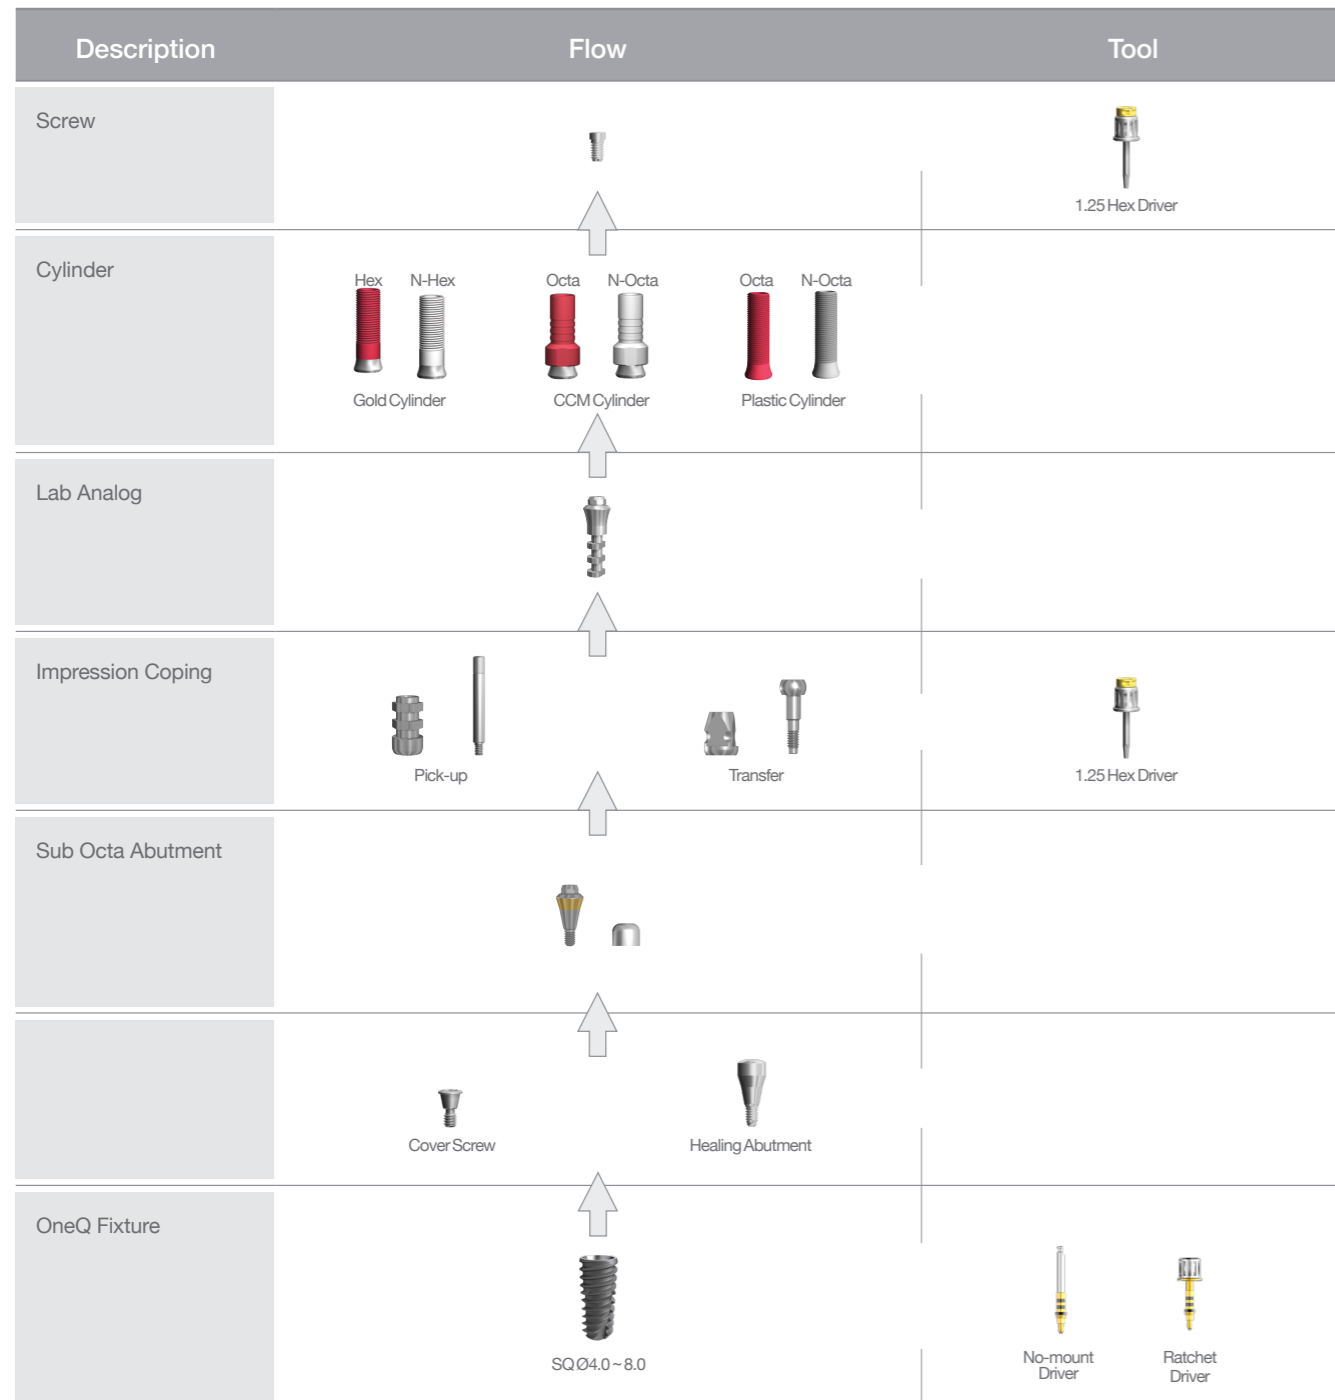 Description Flow Tool
Screw
1.25 Hex Driver
Cylinder
Hex N-Hex Octa N-Octa Octa N-Octa
Gold Cylinder CCM Cylinder Plastic Cylinder
Lab Analog
Impression Coping
Pick-up Transfer 1.25 Hex Driver
Sub Octa Abutment
Cover Screw Healing Abutment
OneQ Fixture
SQ Ø4.0 ~ 8.0
No-mount
Driver
Ratchet
Driver